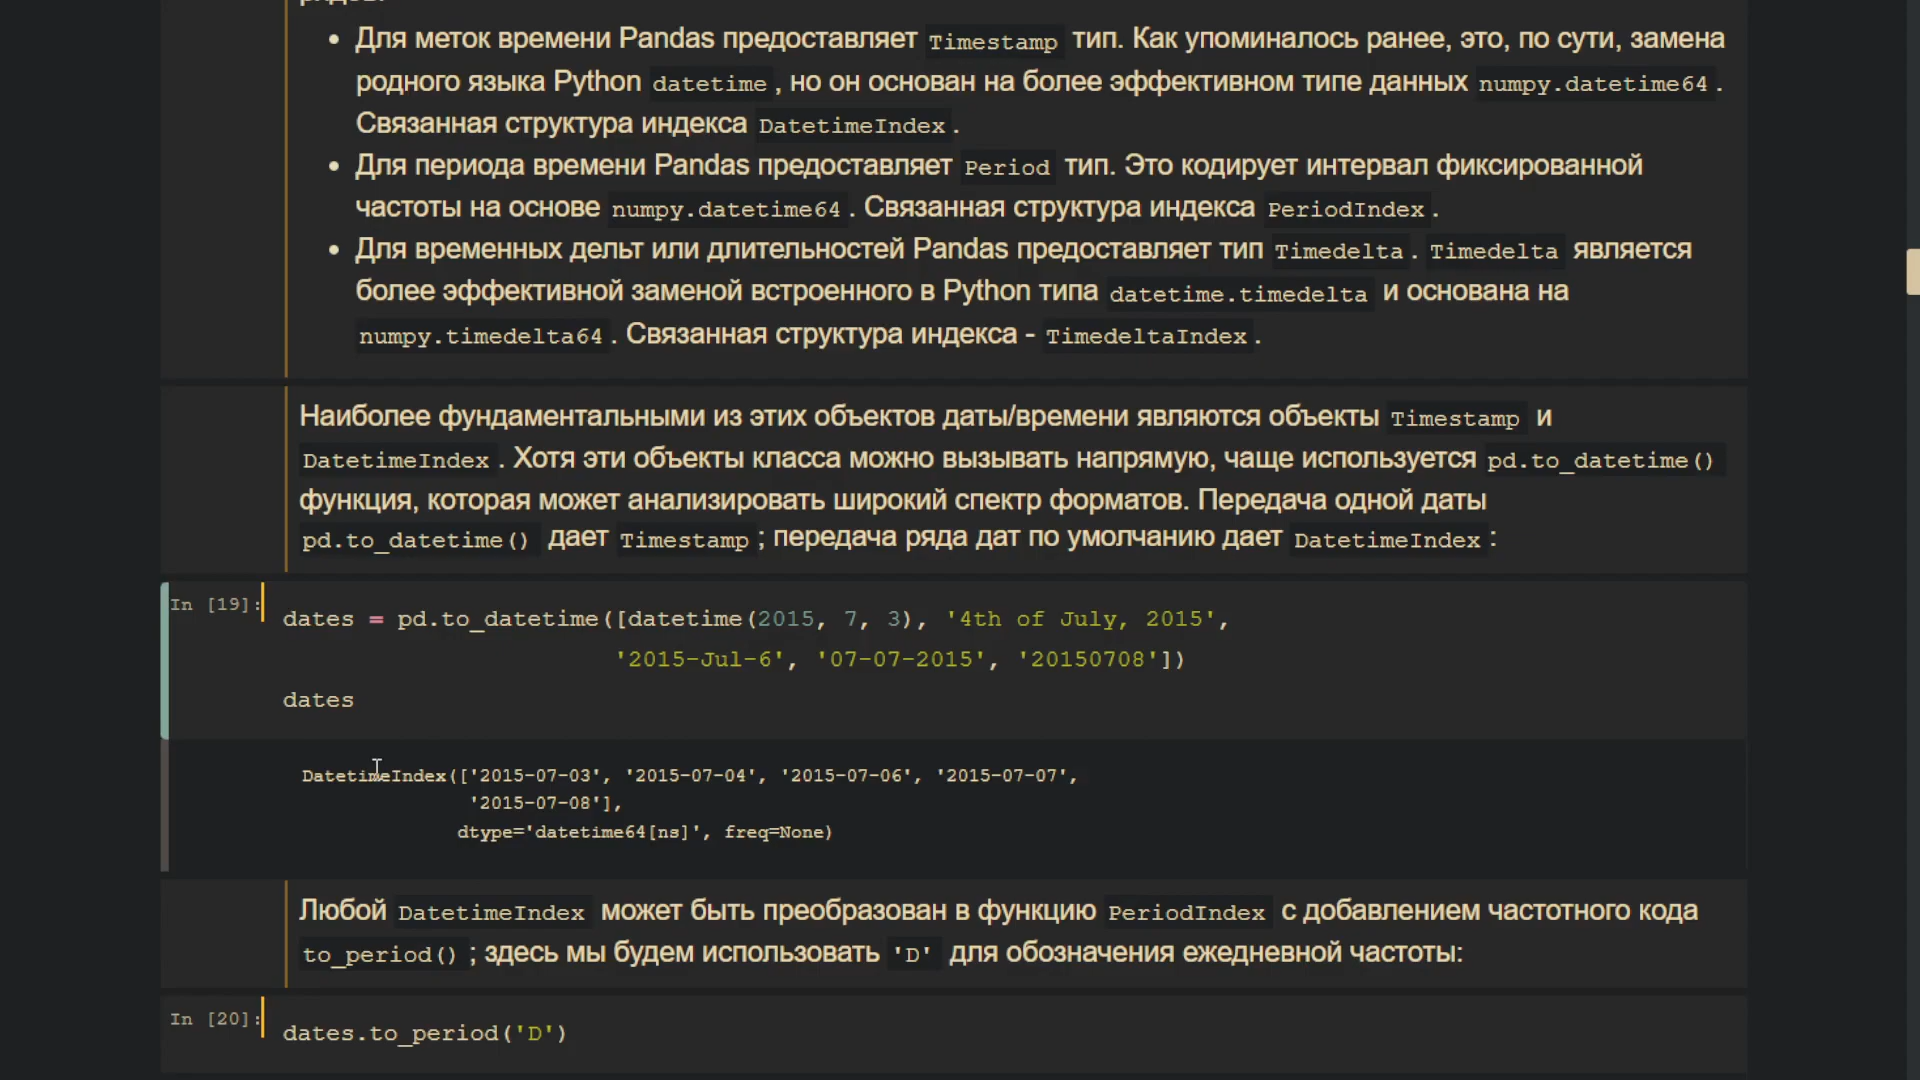 Для меток времени Pandas предоставляет Timestamp тип. Как упоминалось ранее, это, по сути, замена
родного языка Python datetime , но он основан на более эффективном типе данных numpy.datetime64 .
Связанная структура индекса DatetimeIndex .
Для периода времени Pandas предоставляет Period тип. Это кодирует интервал фиксированной
частоты на основе numpy.datetime64 . Связанная структура индекса PeriodIndex .
Для временных дельт или длительностей Pandas предоставляет тип Timedelta . Timedelta является
более эффективной заменой встроенного в Python типа datetime.timedelta и основана на
numpy.timedelta64 . Связанная структура индекса - TimedeltaIndex .
Наиболее фундаментальными из этих объектов даты/времени являются объекты Timestamp и
DatetimeIndex . Хотя эти объекты класса можно вызывать напрямую, чаще используется pd.to_datetime()
функция, которая может анализировать широкий спектр форматов. Передача одной даты
pd.to_datetime() дает Timestamp ; передача ряда дат по умолчанию дает DatetimeIndex :
In [19]:
dates = pd.to_datetime([datetime(2015, 7, 3), '4th of July, 2015',
'2015-Jul-6', '07-07-2015', '20150708'])
dates
DatetimeIndex(['2015-07-03', '2015-07-04', '2015-07-06', '2015-07-07',
'2015-07-08'],
dtype='datetime64[ns]', freq=None)
Любой DatetimeIndex может быть преобразован в функцию PeriodIndex с добавлением частотного кода
to_period() ; здесь мы будем использовать 'D' для обозначения ежедневной частоты:
In [20]:
dates.to_period('D')